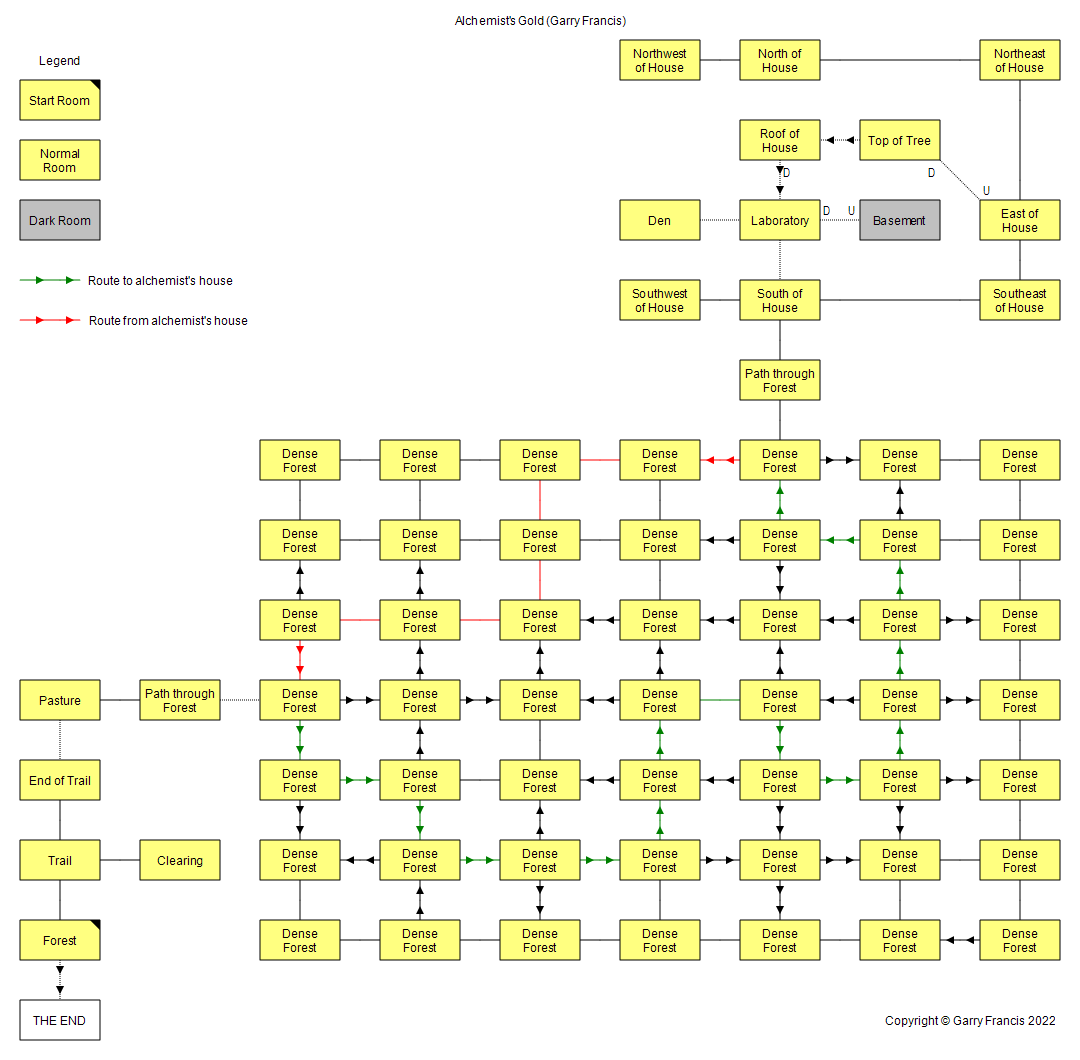 Alchemist's Gold (Garry Francis)
Legend
Start Room
Normal
Room
Dark Room
Route to alchemist's house
Route from alchemist's house
Northwest
of House
North of
House
Northeast
of House
Roof of
House
Top of Tree
D
D
U
Den
Laboratory
D
U
Basement
East of
House
Southwest
of House
South of
House
Southeast
of House
Path through
Forest
Dense
Forest
Dense
Forest
Dense
Forest
Dense
Forest
Dense
Forest
Dense
Forest
Dense
Forest
Dense
Forest
Dense
Forest
Dense
Forest
Dense
Forest
Dense
Forest
Dense
Forest
Dense
Forest
Dense
Forest
Dense
Forest
Dense
Forest
Dense
Forest
Dense
Forest
Dense
Forest
Dense
Forest
Pasture
Path through
Forest
Dense
Forest
Dense
Forest
Dense
Forest
Dense
Forest
Dense
Forest
Dense
Forest
Dense
Forest
End of Trail
Dense
Forest
Dense
Forest
Dense
Forest
Dense
Forest
Dense
Forest
Dense
Forest
Dense
Forest
Trail
Clearing
Dense
Forest
Dense
Forest
Dense
Forest
Dense
Forest
Dense
Forest
Dense
Forest
Dense
Forest
Forest
Dense
Forest
Dense
Forest
Dense
Forest
Dense
Forest
Dense
Forest
Dense
Forest
Dense
Forest
THE END
Copyright © Garry Francis 2022